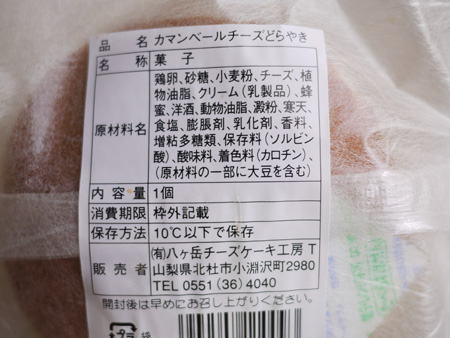 品 名 カマンベールチーズどらやき
名 称 菓 子
原材料名 鶏卵、砂糖、小麦粉、チーズ、植
物油脂、クリーム(乳製品)、蜂
蜜、洋酒、動物油脂、澱粉、寒天、
食塩、膨脹剤、乳化剤、香料、
増粘多糖類、保存料(ソルビン
酸)、酸味料、着色料(カロチン)、
(原材料の一部に大豆を含む)
内 容 量 1個
消費期限 枠外記載
保存方法 10℃以下で保存
販 売 者 (有)八ヶ岳チーズケーキ工房 T
山梨県北杜市小淵沢町2980
TEL 0551 (36) 4040
開封後は早めにお召し上がりください。
プラ 袋